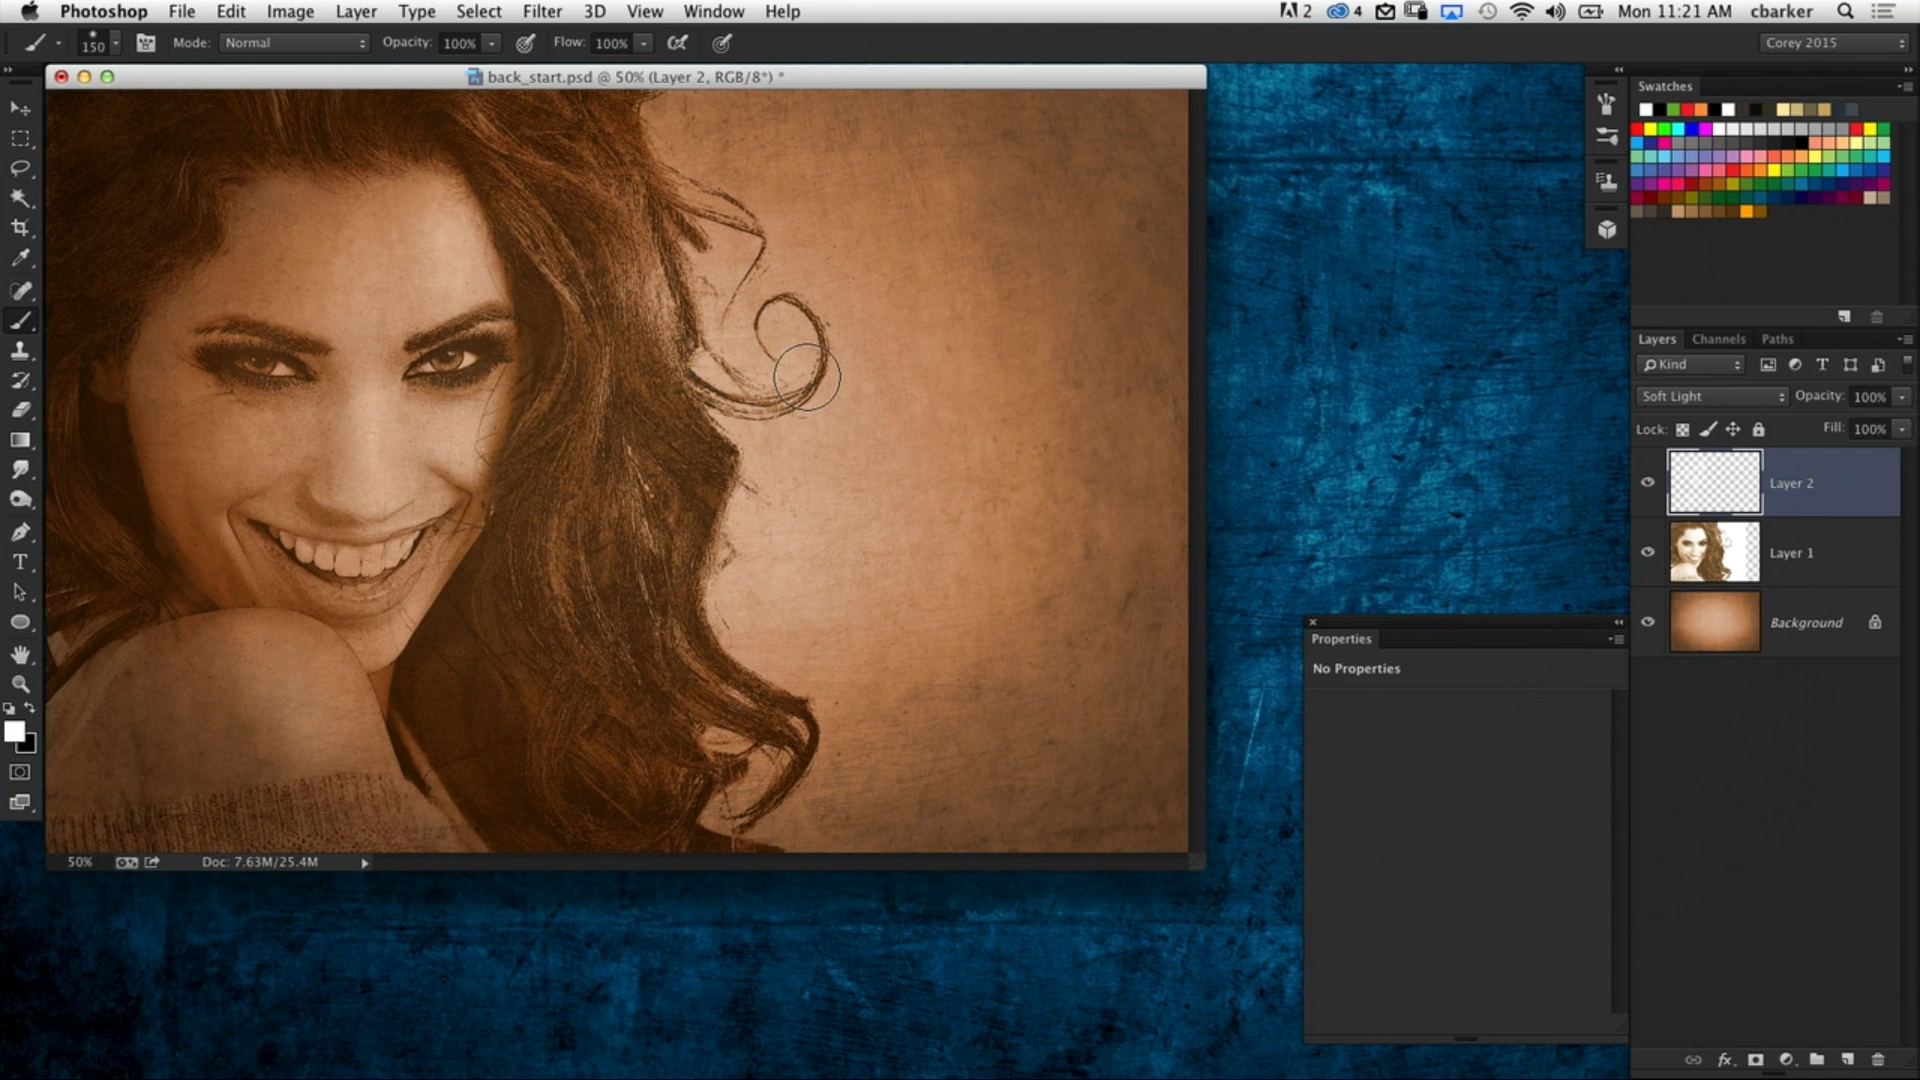 Photoshop File Edit Image Layer Type Select Filter 3D View Window Help 2 4 Mon 11:21 AM cbarker
150 Mode: Normal Opacity: 100% Flow: 100% Corey 2015
back_start.psd @ 50% (Layer 2, RGB/8*) *
Swatches
Layers Channels Paths
Kind
Soft Light Opacity: 100%
Lock: Fill: 100%
Layer 2
Layer 1
Background
Properties
No Properties
50% Doc: 7.63M/25.4M